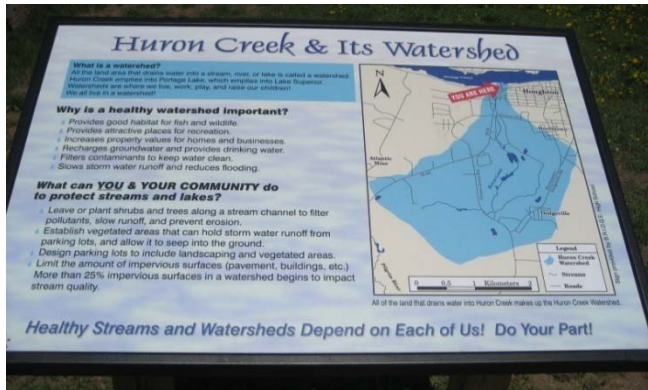 Huron Creek & Its Watershed
What is a watershed?
All the land area that drains water into a stream, river, or lake is called a watershed.
Huron Creek empties into Portage Lake, which empties into Lake Superior.
Watersheds are where we live, work, play, and raise our children!
We all live in a watershed!
Why is a healthy watershed important?
Provides good habitat for fish and wildlife.
Provides attractive places for recreation.
Increases property values for homes and businesses.
Recharges groundwater and provides drinking water.
Filters contaminants to keep water clean.
Slows storm water runoff and reduces flooding.
What can YOU & YOUR COMMUNITY do
to protect streams and lakes?
Leave or plant shrubs and trees along a stream channel to filter
pollutants, slow runoff, and prevent erosion.
Establish vegetated areas that can hold storm water runoff from
parking lots, and allow it to seep into the ground.
Design parking lots to include landscaping and vegetated areas.
Limit the amount of impervious surfaces (pavement, buildings, etc.)
More than 25% impervious surfaces in a watershed begins to impact
stream quality.
N
YOU ARE HERE
Houghton
Atlantic
Mine
Dodgeville
Pilgrim River
Legend
Huron Creek
Watershed
Streams
Roads
0 0.5 1 Kilometers 2
All of the land that drains water into Huron Creek makes up the Huron Creek Watershed.
Healthy Streams and Watersheds Depend on Each of Us! Do Your Part!